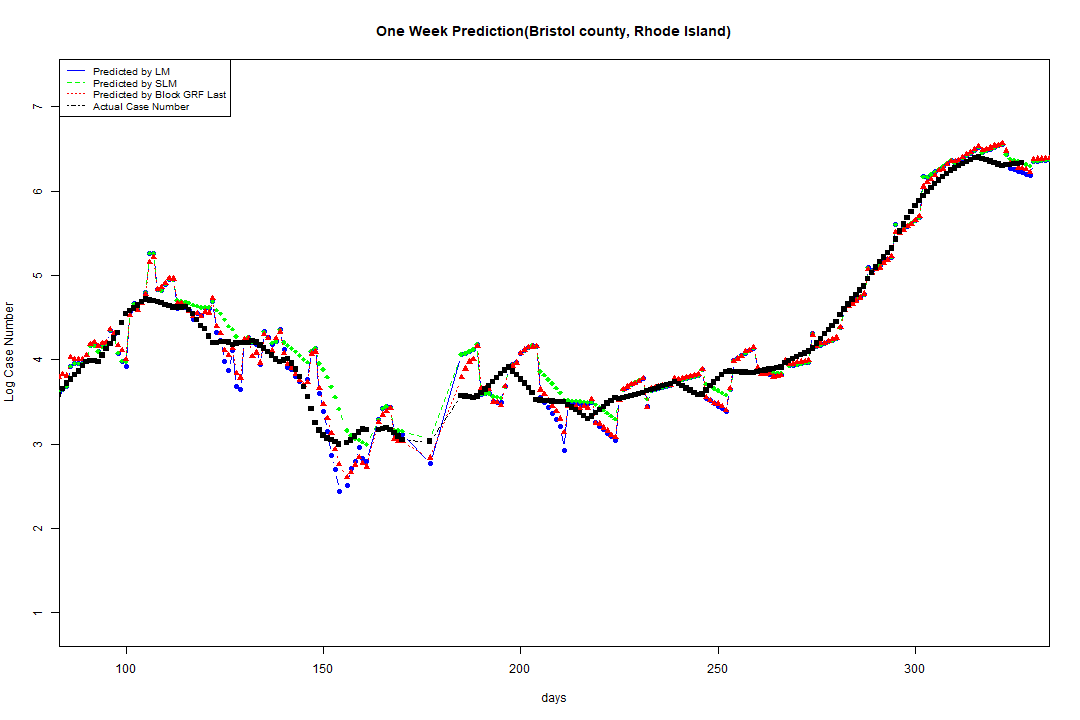 One Week Prediction(Bristol county, Rhode Island)
Predicted by LM
Predicted by SLM
Predicted by Block GRF Last
Actual Case Number
7
6
5
4
3
2
1
Log Case Number
100
150
200
250
300
days